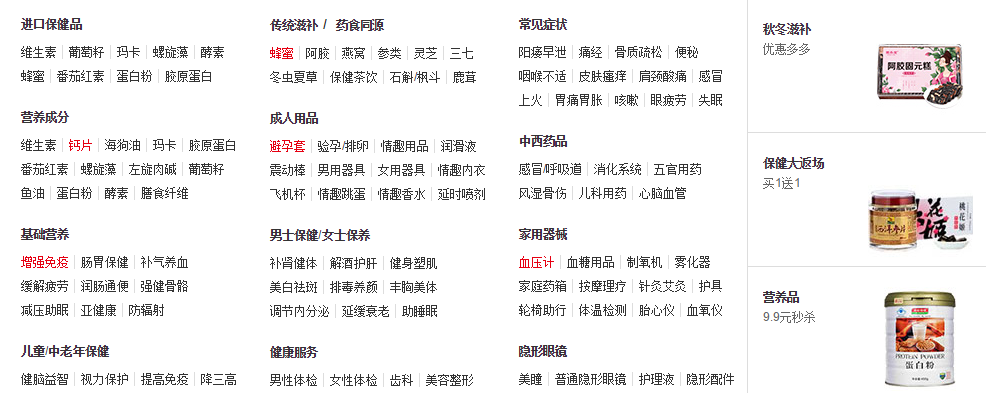 进口保健品
维生素 葡萄籽 玛卡 螺旋藻 酵素
蜂蜜 番茄红素 蛋白粉 胶原蛋白
营养成分
维生素 钙片 海狗油 玛卡 胶原蛋白
番茄红素 螺旋藻 左旋肉碱 葡萄籽
鱼油 蛋白粉 酵素 膳食纤维
基础营养
增强免疫 肠胃保健 补气养血
缓解疲劳 润肠通便 强健骨骼
减压助眠 亚健康 防辐射
儿童/中老年保健
健脑益智 视力保护 提高免疫 降三高
传统滋补 / 药食同源
蜂蜜 阿胶 燕窝 参类 灵芝 三七
冬虫夏草 保健茶饮 石斛/枫斗 鹿茸
成人用品
避孕套 验孕/排卵 情趣用品 润滑液
震动棒 男用器具 女用器具 情趣内衣
飞机杯 情趣跳蛋 情趣香水 延时喷剂
男士保健/女士保养
补肾健体 解酒护肝 健身塑肌
美白祛斑 排毒养颜 丰胸美体
调节内分泌 延缓衰老 助睡眠
健康服务
男性体检 女性体检 齿科 美容整形
常见症状
阳痿早泄 痛经 骨质疏松 便秘
咽喉不适 皮肤瘙痒 肩颈酸痛 感冒
上火 胃痛胃胀 咳嗽 眼疲劳 失眠
中西药品
感冒/呼吸道 消化系统 五官用药
风湿骨伤 儿科用药 心脑血管
家用器械
血压计 血糖用品 制氧机 雾化器
家庭药箱 按摩理疗 针灸艾灸 护具
轮椅助行 体温检测 胎心仪 血氧仪
隐形眼镜
美瞳 普通隐形眼镜 护理液 隐形配件
秋冬滋补
优惠多多
阿胶固元糕
保健大返场
买1送1
桃花姬
花姬
西洋参片
营养品
9.9元秒杀
PROTEIN POWDER
蛋白粉